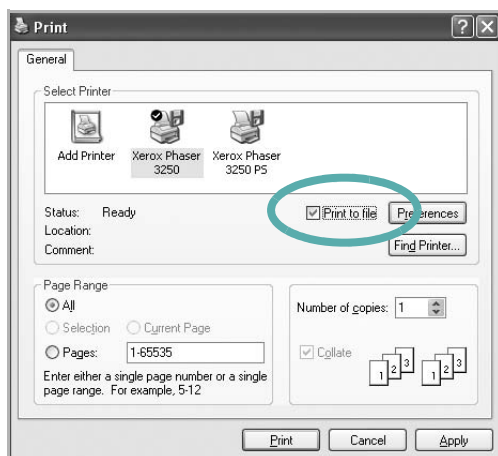 Print
General
Select Printer
Add Printer
Xerox Phaser
3250
Xerox Phaser
3250 PS
Status: Ready
Location:
Comment:
Print to file
Preferences
Find Printer...
Page Range
All
Selection Current Page
Pages: 1-65535
Enter either a single page number or a single
page range. For example, 5-12
Number of copies: 1
Collate
1 2 3 1 2 3
Print Cancel Apply